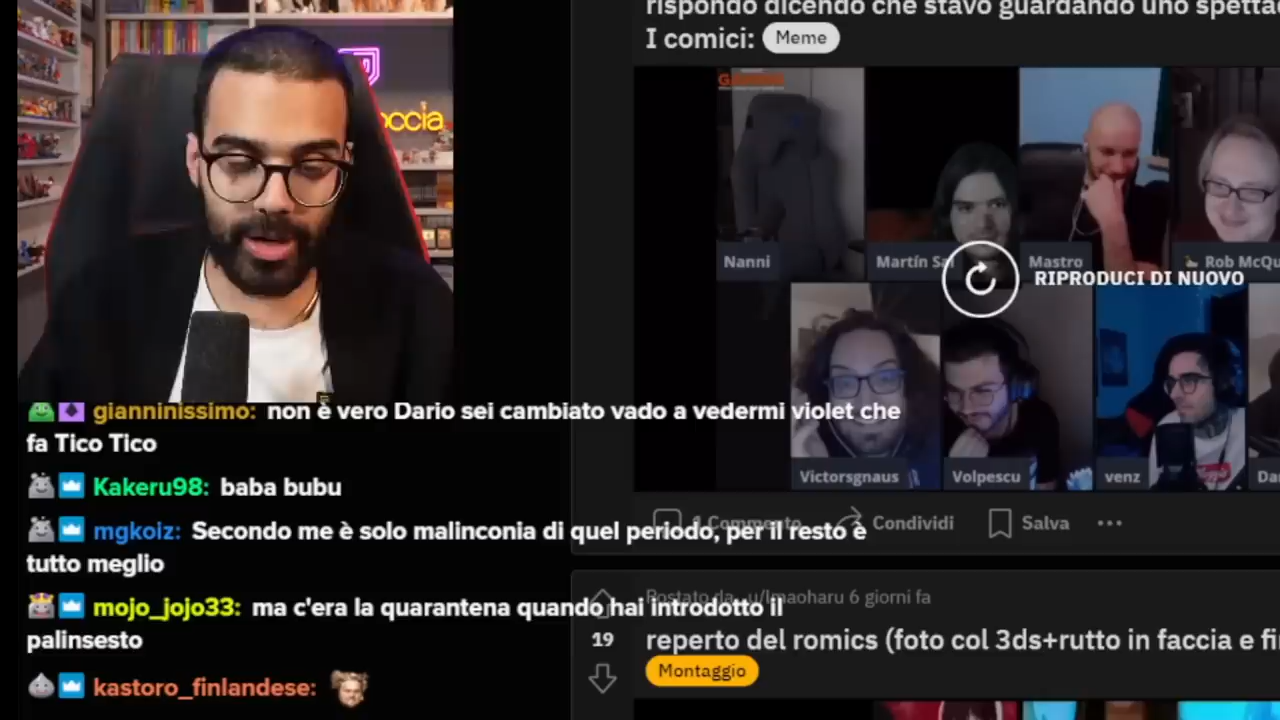 rispondo dicendo che stavo guardando uno
I comici: Meme
occia
Nanni
Martín
Mastro
Rob
RIPRODUCI DI NUOVO
Victorsgnaus
Volpescu
venz
gianninissimo: non è vero Dario sei cambiato vado a vedermi violet che
fa Tico Tico
Kakeru98: baba bubu
mgkoiz: Secondo me è solo malinconia di quel periodo, per il resto è
tutto meglio
mojo_jojo33: ma c'era la quarantena quando hai introdotto il
palinsesto
kastoro_finlandese:
1 Commento
Condividi
Salva
Postato da u/lmaoharu 6 giorni fa
19
reperto del romics (foto col 3ds+rutto in faccia e
Montaggio